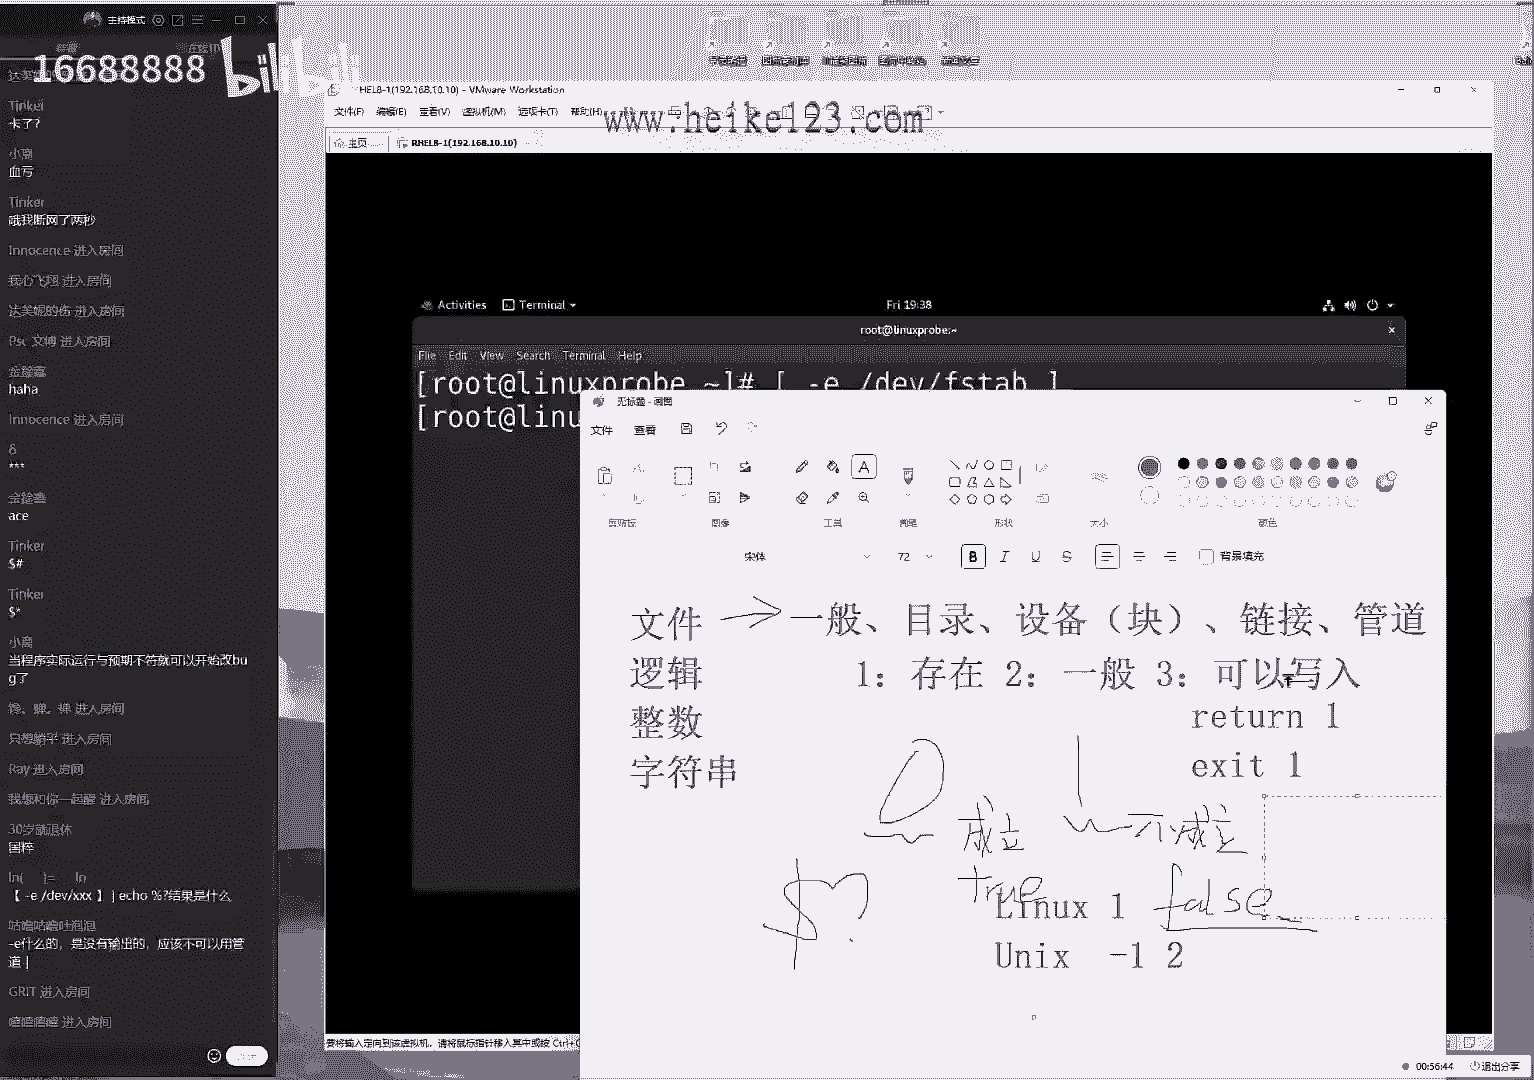 主持模式
16688888 bilibili
Tinker
卡了?
小离
血亏
Tinker
哦我断网了两秒
Innocence 进入房间
我心飞翔 进入房间
达芙妮的伤 进入房间
Psc 文博 进入房间
haha
Innocence 进入房间
δ
***
ace
Tinker
$#
Tinker
$*
小离
当程序实际运行与预期不符就可以开始改bu
g了
只想躺平 进入房间
Ray 进入房间
我想和你一起醒 进入房间
30岁就退休
国粹
ln( )= ln
【 -e /dev/xxx 】 | echo %?结果是什么
咕噜咕噜吐泡泡
-e什么的，是没有输出的，应该不可以用管
道 |
GRIT 进入房间
嘻嘻嘻嘻 进入房间
HEL8-1(192.168.10.10) - VMware Workstation
文件(F) 编辑(E) 查看(V) 虚拟机(M) 选项卡(T) 帮助(H)
www.heike123.com
主页
RHEL8-1(192.168.10.10)
Activities Terminal Fri 19:38
root@linuxprobe:~
File Edit View Search Terminal Help
[root@linuxprobe ~]# [ -e /dev/fstab ]
[root@linu
无标题 - 画图
文件 查看
剪贴板 图像 工具 画笔 形状 大小 颜色
宋体 72 B I U S 背景填充
文件 一般、目录、设备（块）、链接、管道
逻辑 1: 存在 2: 一般 3: 可以写入
整数 return 1
字符串 exit 1
0 成立 1 不成立
$? true false
Linux 1
Unix -1 2
要将输入定向到该虚拟机，请将鼠标指针移入其中或按 Ctrl+G
00:56:44 退出分享